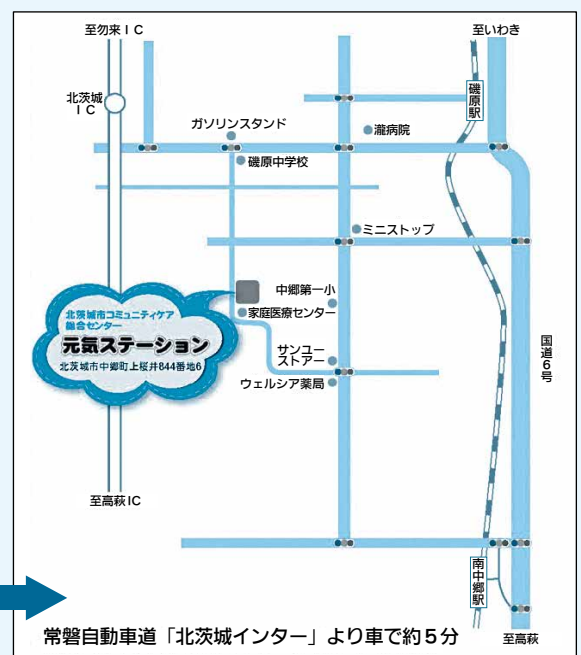 至勿来ＩＣ
至いわき
北茨城
ＩＣ
磯原駅
ガソリンスタンド
瀧病院
磯原中学校
ミニストップ
北茨城市コミュニティケア
総合センター
元気ステーション
北茨城市中郷町上桜井844番地6
中郷第一小
家庭医療センター
サンユー
ストアー
ウェルシア薬局
国道６号
至高萩IC
南中郷駅
至高萩
常磐自動車道「北茨城インター」より車で約５分